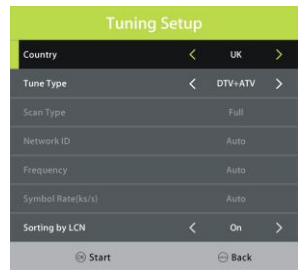 Tuning Setup
Country < UK >
Tune Type < DTV+ATV >
Scan Type Full
Network ID Auto
Frequency Auto
Symbol Rate(ks/s) Auto
Sorting by LCN < On >
Start Back